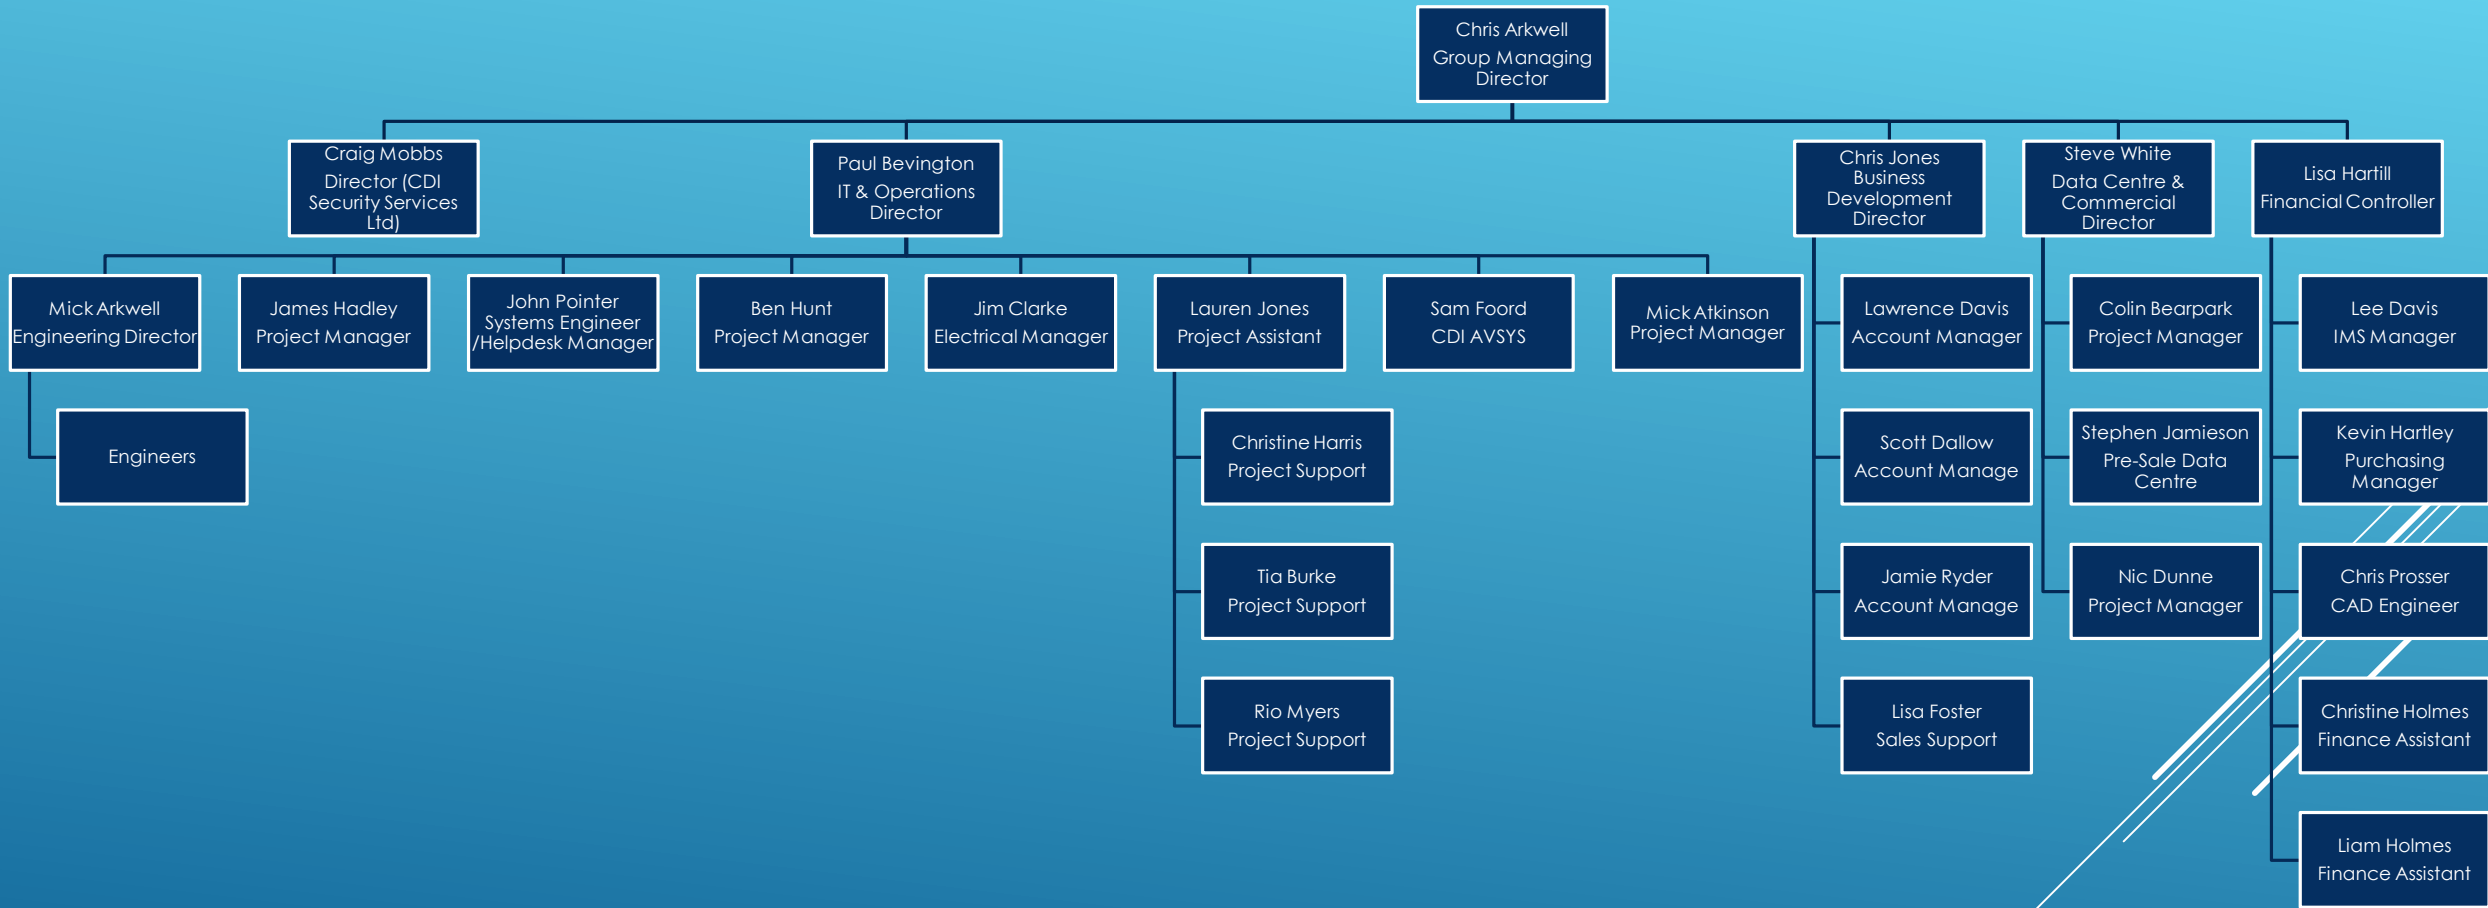 Chris Arkwell
Group Managing
Director
Craig Mobbs
Director (CDI
Security Services
Ltd)
Paul Bevington
IT & Operations
Director
Chris Jones
Business
Development
Director
Steve White
Data Centre &
Commercial
Director
Lisa Hartill
Financial Controller
Mick Arkwell
Engineering Director
James Hadley
Project Manager
John Pointer
Systems Engineer
/Helpdesk Manager
Ben Hunt
Project Manager
Jim Clarke
Electrical Manager
Lauren Jones
Project Assistant
Sam Foord
CDI AVSYS
Mick Atkinson
Project Manager
Lawrence Davis
Account Manager
Colin Bearpark
Project Manager
Lee Davis
IMS Manager
Engineers
Christine Harris
Project Support
Scott Dallow
Account Manage
Stephen Jamieson
Pre-Sale Data
Centre
Kevin Hartley
Purchasing
Manager
Tia Burke
Project Support
Jamie Ryder
Account Manage
Nic Dunne
Project Manager
Chris Prosser
CAD Engineer
Rio Myers
Project Support
Lisa Foster
Sales Support
Christine Holmes
Finance Assistant
Liam Holmes
Finance Assistant